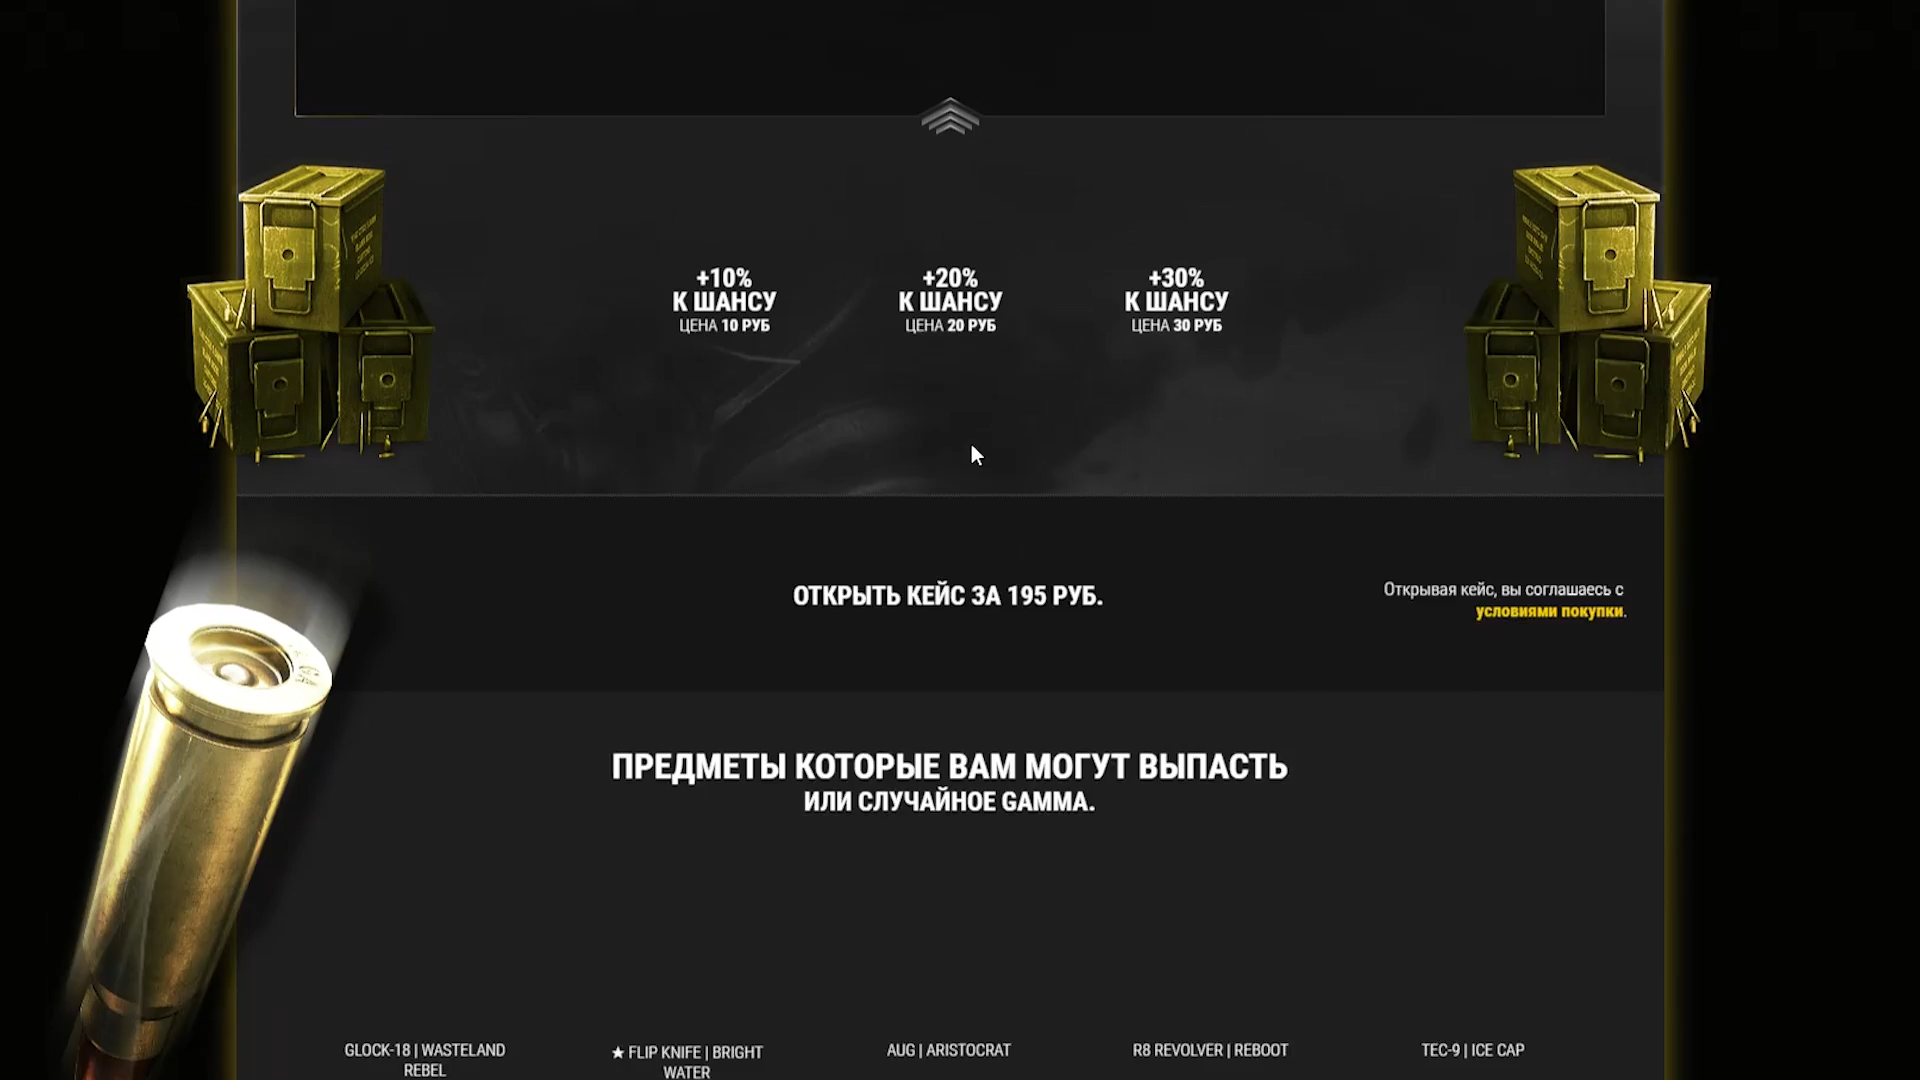 +10%
К ШАНСУ
ЦЕНА 10 РУБ
+20%
К ШАНСУ
ЦЕНА 20 РУБ
+30%
К ШАНСУ
ЦЕНА 30 РУБ
ОТКРЫТЬ КЕЙС ЗА 195 РУБ.
Открывая кейс, вы соглашаесь с
условиями покупки.
ПРЕДМЕТЫ КОТОРЫЕ ВАМ МОГУТ ВЫПАСТЬ
ИЛИ СЛУЧАЙНОЕ GAMMA.
GLOCK-18 | WASTELAND
REBEL
★ FLIP KNIFE | BRIGHT
WATER
AUG | ARISTOCRAT
R8 REVOLVER | REBOOT
TEC-9 | ICE CAP